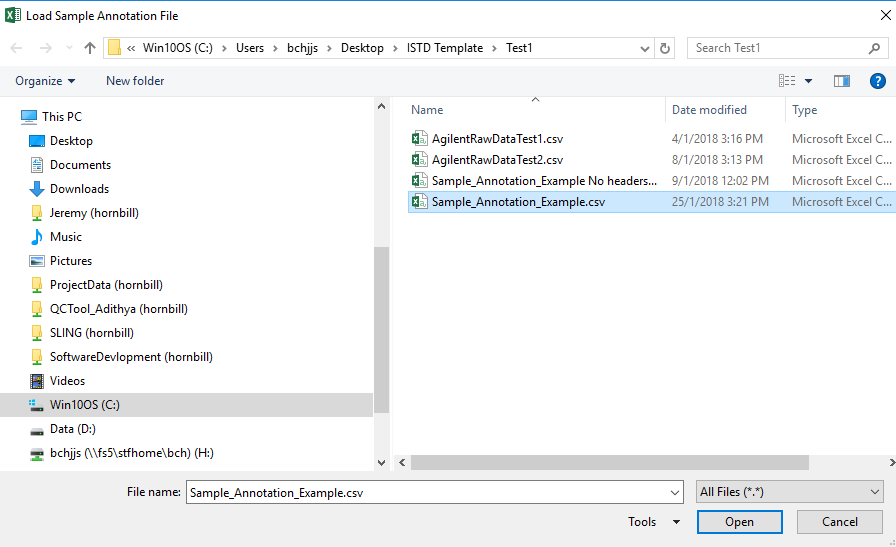 Load Sample Annotation File
« Win10OS (C:) › Users › bchjjs › Desktop › ISTD Template › Test1
Search Test1
Organize
New folder
This PC
Desktop
Documents
Downloads
Jeremy (hornbill)
Music
Pictures
ProjectData (hornbill)
QCTool_Adithya (hornbill)
SLING (hornbill)
SoftwareDevlopment (hornbill)
Videos
Win10OS (C:)
Data (D:)
bchjjs (\\fs5\stfhome\bch) (H:)
Name Date modified Type
AgilentRawDataTest1.csv 4/1/2018 3:16 PM Microsoft Excel C...
AgilentRawDataTest2.csv 8/1/2018 3:13 PM Microsoft Excel C...
Sample_Annotation_Example No headers... 9/1/2018 12:02 PM Microsoft Excel C...
Sample_Annotation_Example.csv 25/1/2018 3:21 PM Microsoft Excel C...
File name: Sample_Annotation_Example.csv
All Files (*.*)
Tools
Open
Cancel